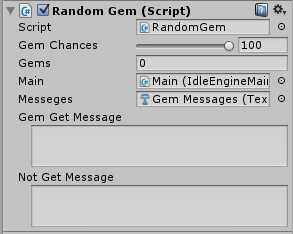 Random Gem (Script)
Script RandomGem
Gem Chances 100
Gems 0
Main Main (IdleEngineMai
Messeges Gem Messages (Tex
Gem Get Message
Not Get Message